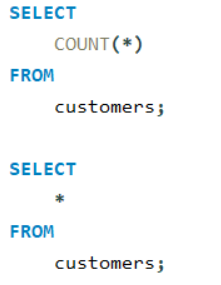 SELECT
    COUNT(*)
FROM
    customers;

SELECT
    *
FROM
    customers;